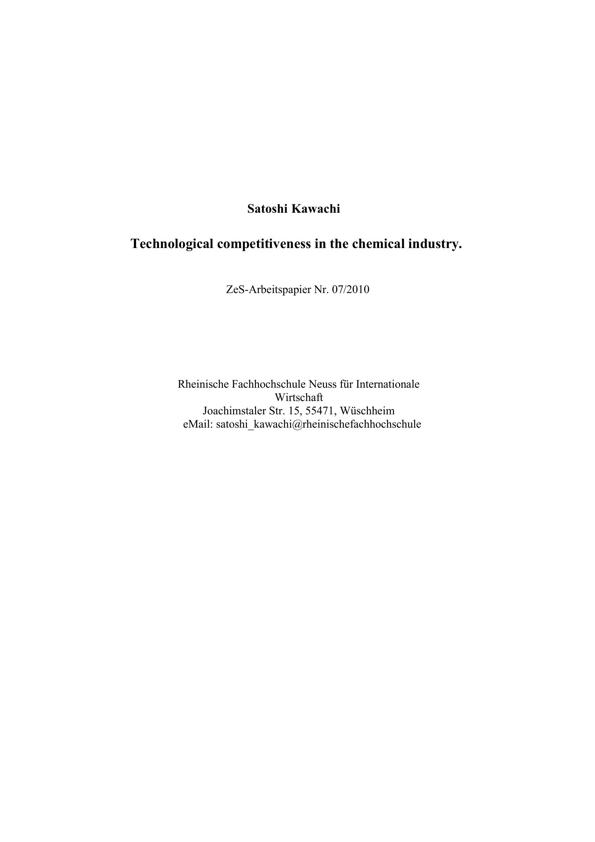 Satoshi Kawachi
Technological competitiveness in the chemical industry.
ZeS-Arbeitspapier Nr. 07/2010
Rheinische Fachhochschule Neuss für Internationale
Wirtschaft
Joachimstaler Str. 15, 55471, Wüschheim
eMail: satoshi_kawachi@rheinischefachhochschule